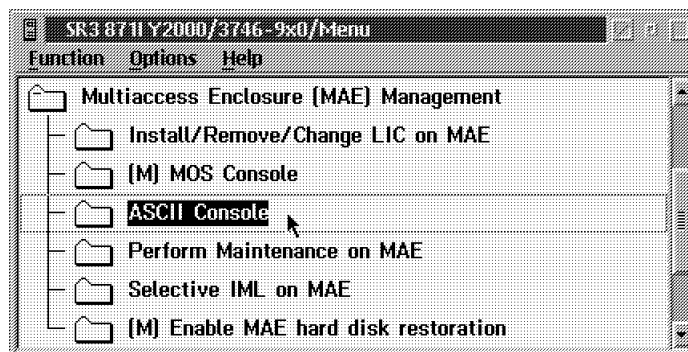 SR3 871I Y2000/3746-9x0/Menu
Function Options Help
Multiaccess Enclosure (MAE) Management
Install/Remove/Change LIC on MAE
(M) MOS Console
ASCII Console
Perform Maintenance on MAE
Selective IML on MAE
(M) Enable MAE hard disk restoration